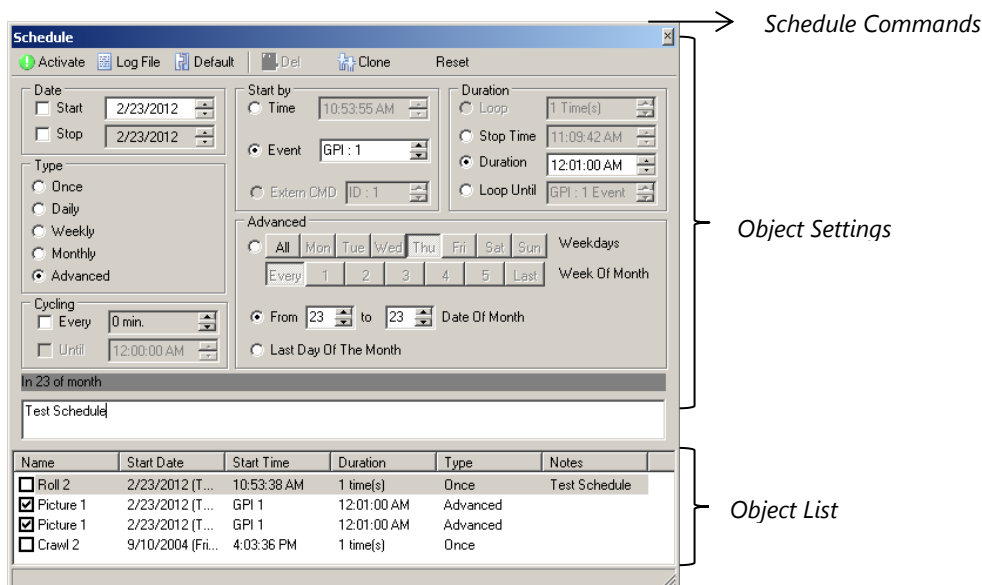 Schedule Commands
Schedule
Activate Log File Default Del Clone Reset
Date
Start 2/23/2012
Stop 2/23/2012
Type
Once
Daily
Weekly
Monthly
Advanced
Cycling
Every 0 min.
Until 12:00:00 AM
Start by
Time 10:53:55 AM
Event GPI : 1
Extern CMD ID : 1
Duration
Loop 1 Time(s)
Stop Time 11:09:42 AM
Duration 12:01:00 AM
Loop Until GPI : 1 Event
Advanced
All Mon Tue Wed Thu Fri Sat Sun Weekdays
Every 1 2 3 4 5 Last Week Of Month
From 23 to 23 Date Of Month
Last Day Of The Month
Object Settings
In 23 of month
Test Schedule
Name Start Date Start Time Duration Type Notes
Roll 2 2/23/2012 (T... 10:53:38 AM 1 time(s) Once Test Schedule
Picture 1 2/23/2012 (T... GPI 1 12:01:00 AM Advanced
Picture 1 2/23/2012 (T... GPI 1 12:01:00 AM Advanced
Crawl 2 9/10/2004 (Fri... 4:03:36 PM 1 time(s) Once
Object List